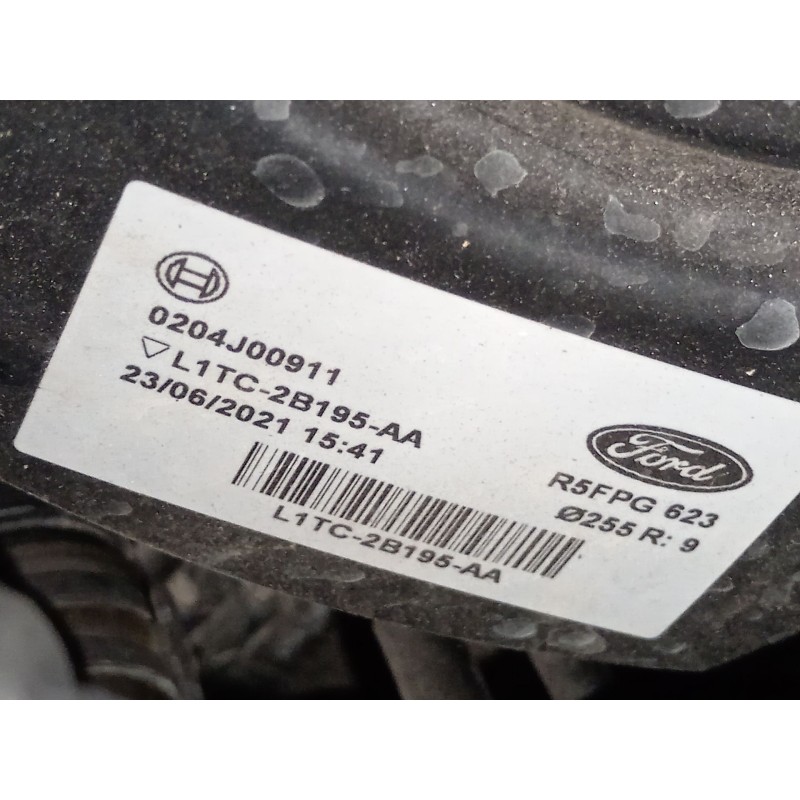 0204J00911
▽L1TC-2B195-AA
23/06/2021 15:41
L1TC-2B195-AA
Ford
R5FPG 623
Ø255 R: 9